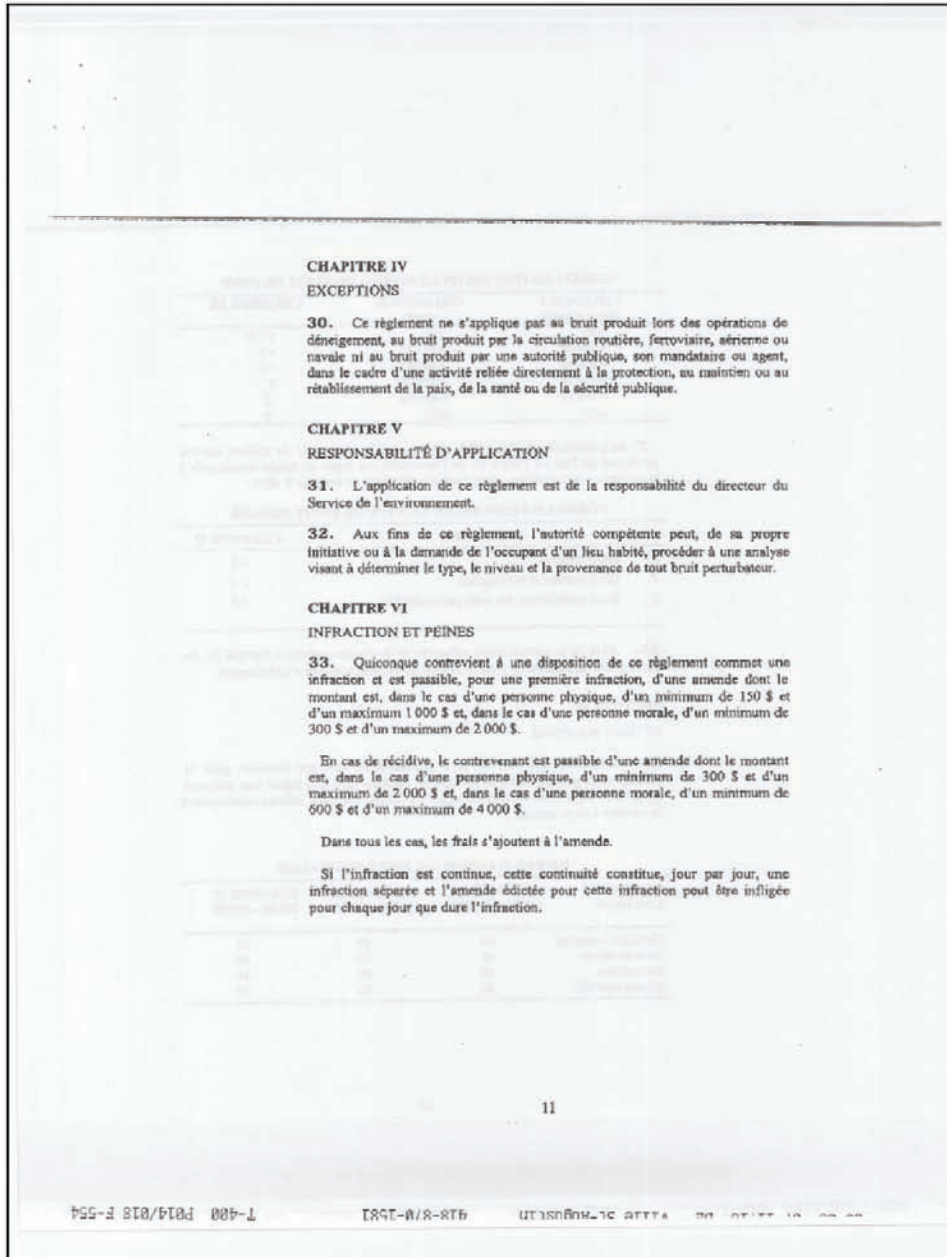 CHAPITRE IV
EXCEPTIONS
30. Ce règlement ne s'applique pas au bruit produit lors des opérations de
déneigement, au bruit produit par la circulation routière, ferroviaire, aérienne ou
navale ni au bruit produit par une autorité publique, son mandataire ou agent,
dans le cadre d'une activité reliée directement à la protection, au maintien ou au
rétablissement de la paix, de la santé ou de la sécurité publique.
CHAPITRE V
RESPONSABILITÉ D'APPLICATION
31. L'application de ce règlement est de la responsabilité du directeur du
Service de l'environnement.
32. Aux fins de ce règlement, l'autorité compétente peut, de sa propre
initiative ou à la demande de l'occupant d'un lieu habité, procéder à une analyse
visant à déterminer le type, le niveau et la provenance de tout bruit perturbateur.
CHAPITRE VI
INFRACTION ET PEINES
33. Quiconque contrevient à une disposition de ce règlement commet une
infraction et est passible, pour une première infraction, d'une amende dont le
montant est, dans le cas d'une personne physique, d'un minimum de 150 $ et
d'un maximum 1 000 $ et, dans le cas d'une personne morale, d'un minimum de
300 $ et d'un maximum de 2 000 $.
En cas de récidive, le contrevenant est passible d'une amende dont le montant
est, dans le cas d'une personne physique, d'un minimum de 300 $ et d'un
maximum de 2 000 $ et, dans le cas d'une personne morale, d'un minimum de
600 $ et d'un maximum de 4 000 $.
Dans tous les cas, les frais s'ajoutent à l'amende.
Si l'infraction est continue, cette continuité constitue, jour par jour, une
infraction séparée et l'amende édictée pour cette infraction peut être infligée
pour chaque jour que dure l'infraction.
11
T-400 P014/018 F-554